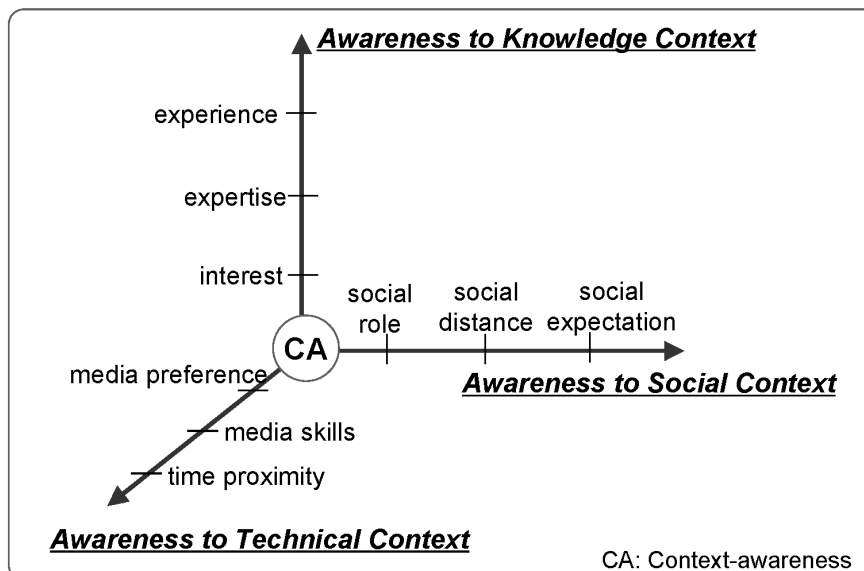 Awareness to Knowledge Context
experience
expertise
interest
social
role
social
distance
social
expectation
CA
media preference
Awareness to Social Context
media skills
time proximity
Awareness to Technical Context
CA: Context-awareness